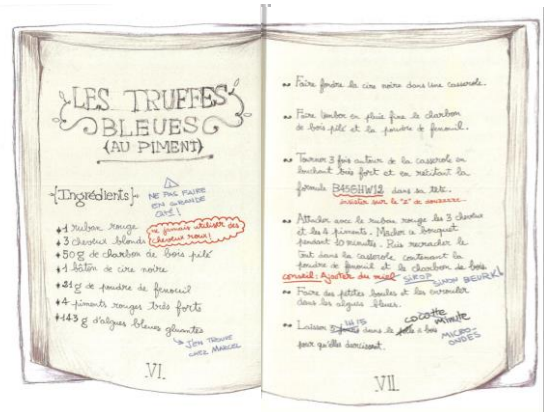 LES TRUFFES
BLEUES
(AU PIMENT)
Ingrédients
NE PAS FAIRE
EN GRANDE
QTÉ!
1 ruban rouge
3 cheveux blonds
ne jamais utiliser des
cheveux roux!
50 g de charbon de bois pilé
1 bâton de cire noire
21 g de poudre de fenouil
4 piments rouges très forts
143 g d'algues bleues gluantes
J'EN TROUVE
CHEZ MARCEL
VI
Faire fondre la cire noire dans une casserole.
Faire tomber en pluie fine le charbon
de bois pilé et la poudre de fenouil.
Tourner 3 fois autour de la casserole en
louchant très fort et en récitant la
formule B456HW12 dans sa tête.
insister sur le "2" de douzzzze
Attacher avec le ruban rouge les 3 cheveux
et les 4 piments. Mâcher ce bouquet
pendant 10 minutes. Puis recracher le
tout dans la casserole contenant la
poudre de fenouil et le charbon de bois
conseil: Ajouter du miel SIROP SINON BEURK!
Faire des petites boules et les enrouler
dans les algues bleues.
Laisser dans le à bois
cocotte
minute
MICRO-
ONDES
pour qu'elles durcissent.
VII